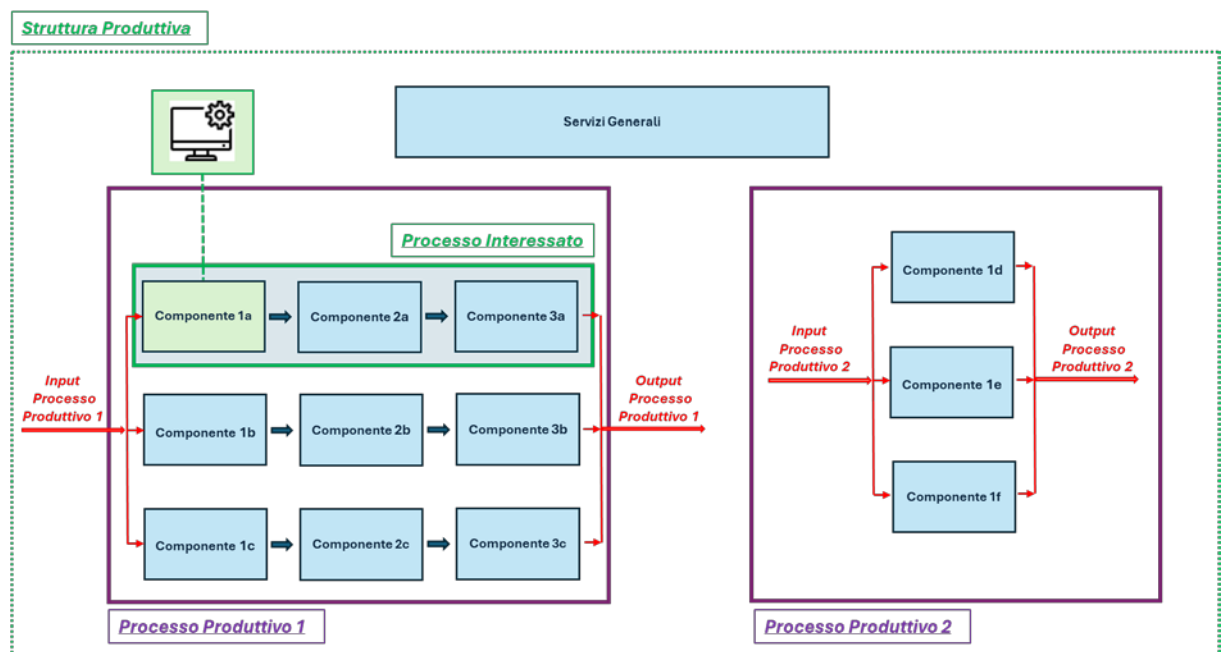 Struttura Produttiva
Servizi Generali
Processo Interessato
Componente 1a
Componente 2a
Componente 3a
Input
Processo
Produttivo 1
Componente 1b
Componente 2b
Componente 3b
Output
Processo
Produttivo 1
Componente 1c
Componente 2c
Componente 3c
Processo Produttivo 1
Componente 1d
Input
Processo
Produttivo 2
Componente 1e
Output
Processo
Produttivo 2
Componente 1f
Processo Produttivo 2